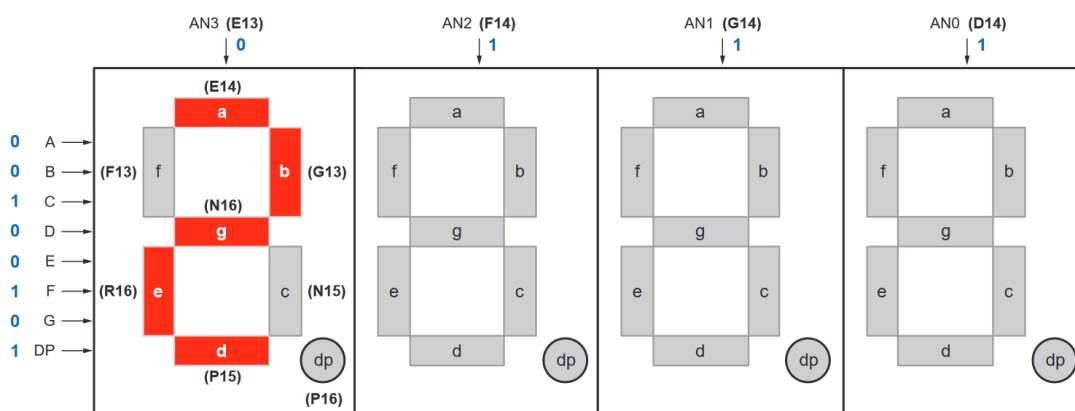 AN3 (E13) AN2 (F14) AN1 (G14) AN0 (D14)
0 1 1 1
(E14)
a a a a
0 A
0 B (F13) f b (G13) f b f b f b
1 C
(N16)
0 D g g g g
0 E
1 F (R16) e c (N15) e c e c e c
0 G
1 DP d dp d dp d dp d dp
(P15)
(P16)